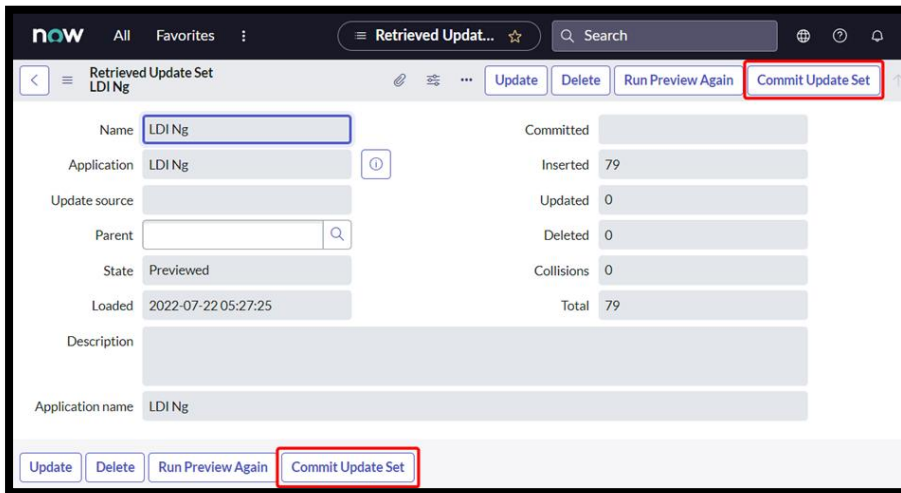 now All Favorites Retrieved Updat... Search
Retrieved Update Set
LDI Ng
Update Delete Run Preview Again Commit Update Set
Name LDI Ng Committed
Application LDI Ng Inserted 79
Update source Updated 0
Parent Deleted 0
State Previewed Collisions 0
Loaded 2022-07-22 05:27:25 Total 79
Description
Application name LDI Ng
Update Delete Run Preview Again Commit Update Set